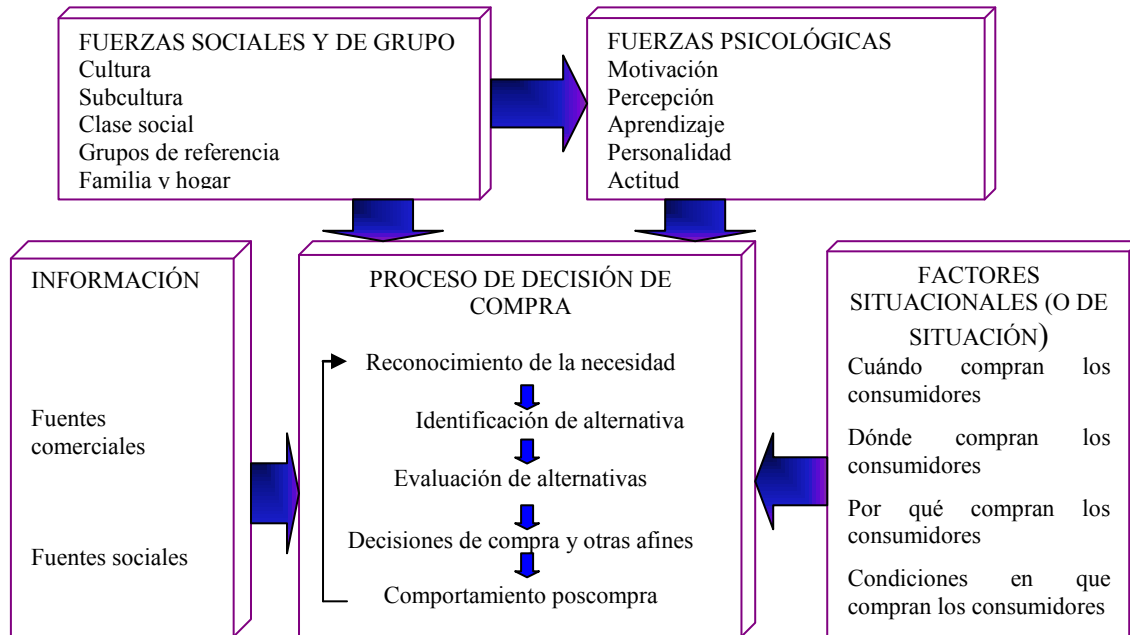 FUERZAS SOCIALES Y DE GRUPO
Cultura
Subcultura
Clase social
Grupos de referencia
Familia y hogar
FUERZAS PSICOLÓGICAS
Motivación
Percepción
Aprendizaje
Personalidad
Actitud
INFORMACIÓN
Fuentes
comerciales
Fuentes sociales
PROCESO DE DECISIÓN DE
COMPRA
Reconocimiento de la necesidad
Identificación de alternativa
Evaluación de alternativas
Decisiones de compra y otras afines
Comportamiento poscompra
FACTORES
SITUACIONALES (O DE
SITUACIÓN)
Cuándo compran los
consumidores
Dónde compran los
consumidores
Por qué compran los
consumidores
Condiciones en que
compran los consumidores